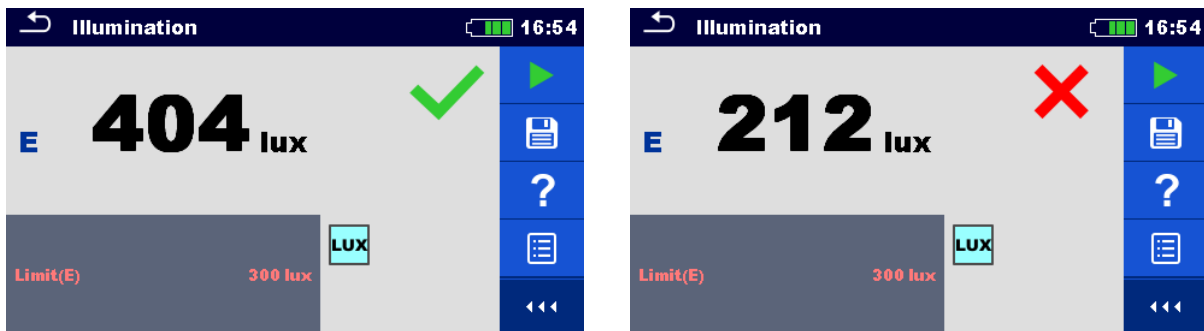 Illumination 16:54
E 404 lux
?
LUX
Limit(E) 300 lux
Illumination 16:54
E 212 lux
?
LUX
Limit(E) 300 lux